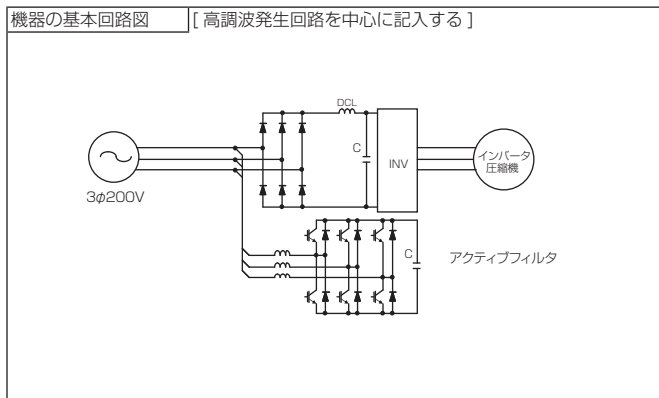 機器の基本回路図
[ 高調波発生回路を中心に記入する ]
DCL
C
INV
インバータ
圧縮機
3φ200V
C
アクティブフィルタ